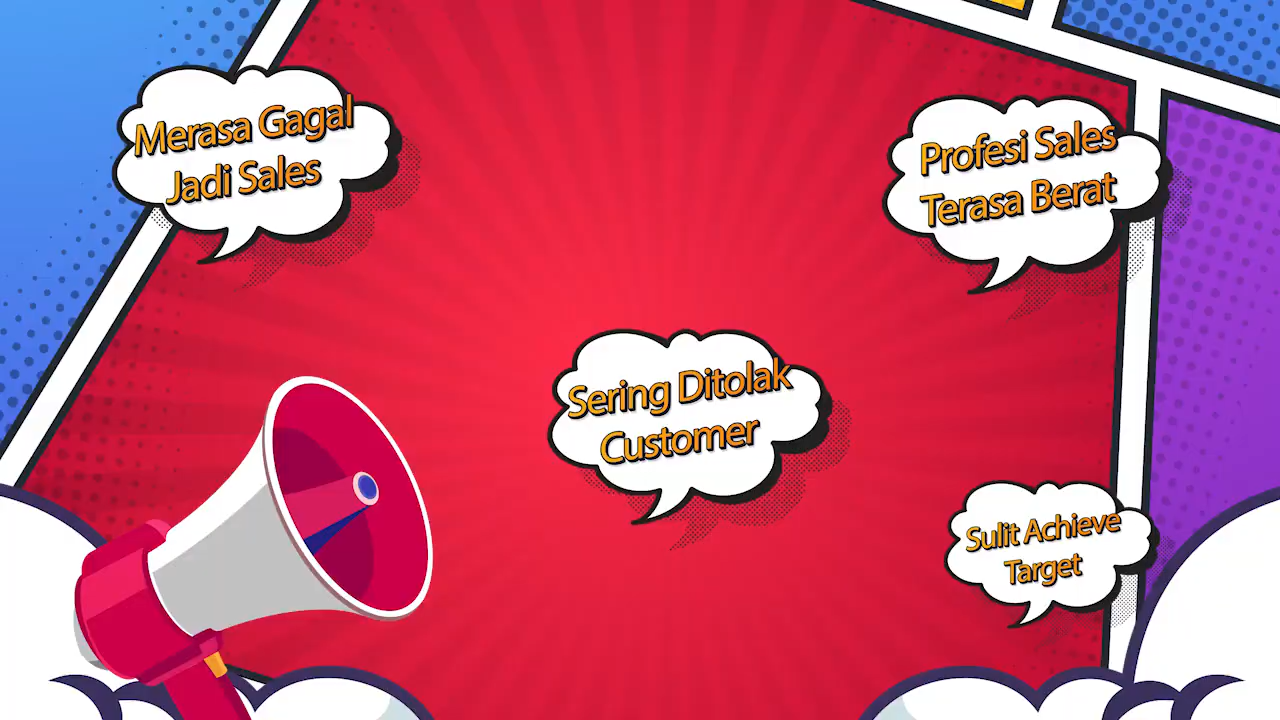 Merasa Gagal
Jadi Sales
Profesi Sales
Terasa Berat
Sering Ditolak
Customer
Sulit Achieve
Target